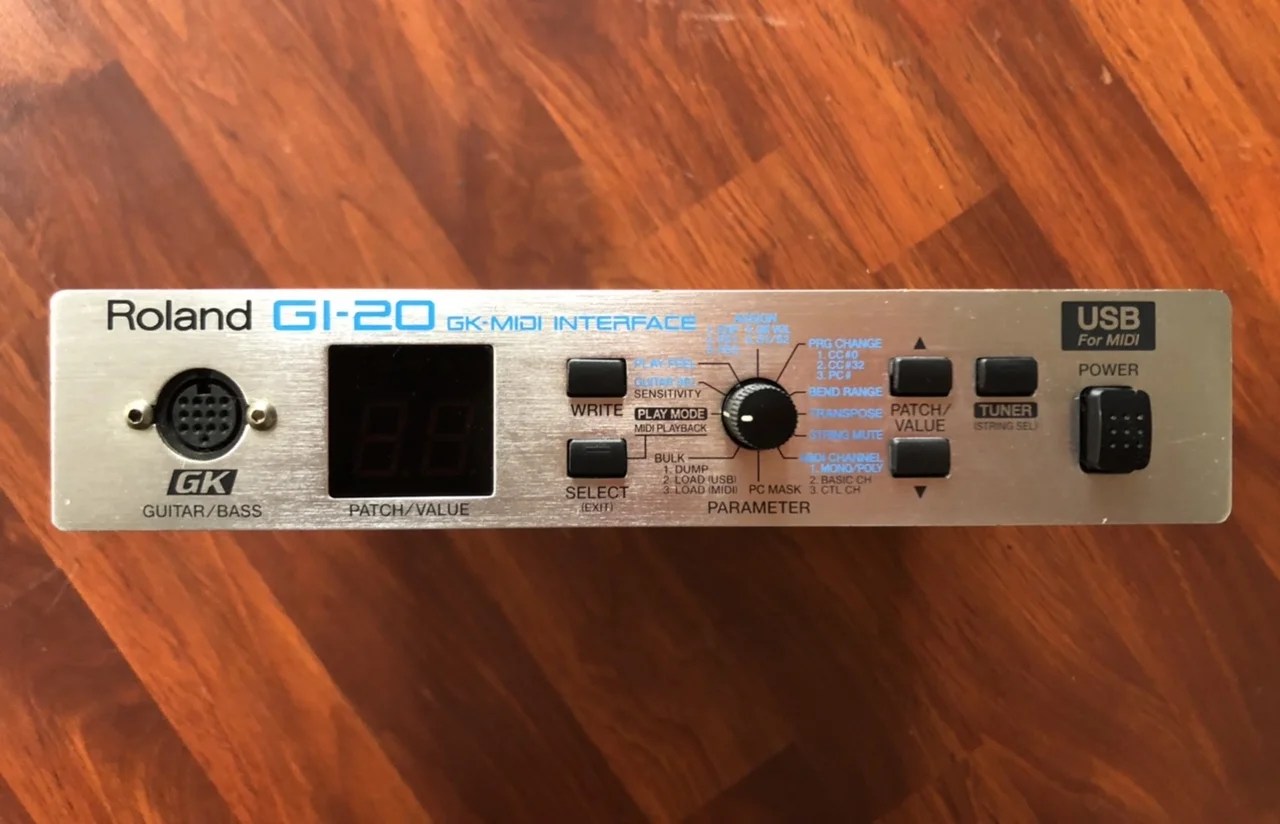 Roland GI-20 GK-MIDI INTERFACE
GK
GUITAR/BASS
PATCH/VALUE
WRITE
SELECT
(EXIT)
SENSITIVITY
PLAY MODE
MIDI PLAYBACK
BULK
1. DUMP
2. LOAD (USB)
3. LOAD (MIDI)
PC MASK
PARAMETER
PRG CHANGE
1. CC#0
2. CC#32
3. PC #
BEND RANGE
TRANSPOSE
STRING MUTE
MIDI CHANNEL
1. MONO/POLY
2. BASIC CH
3. CTL CH
▲
PATCH/
VALUE
▼
TUNER
(STRING SEL)
USB
For MIDI
POWER